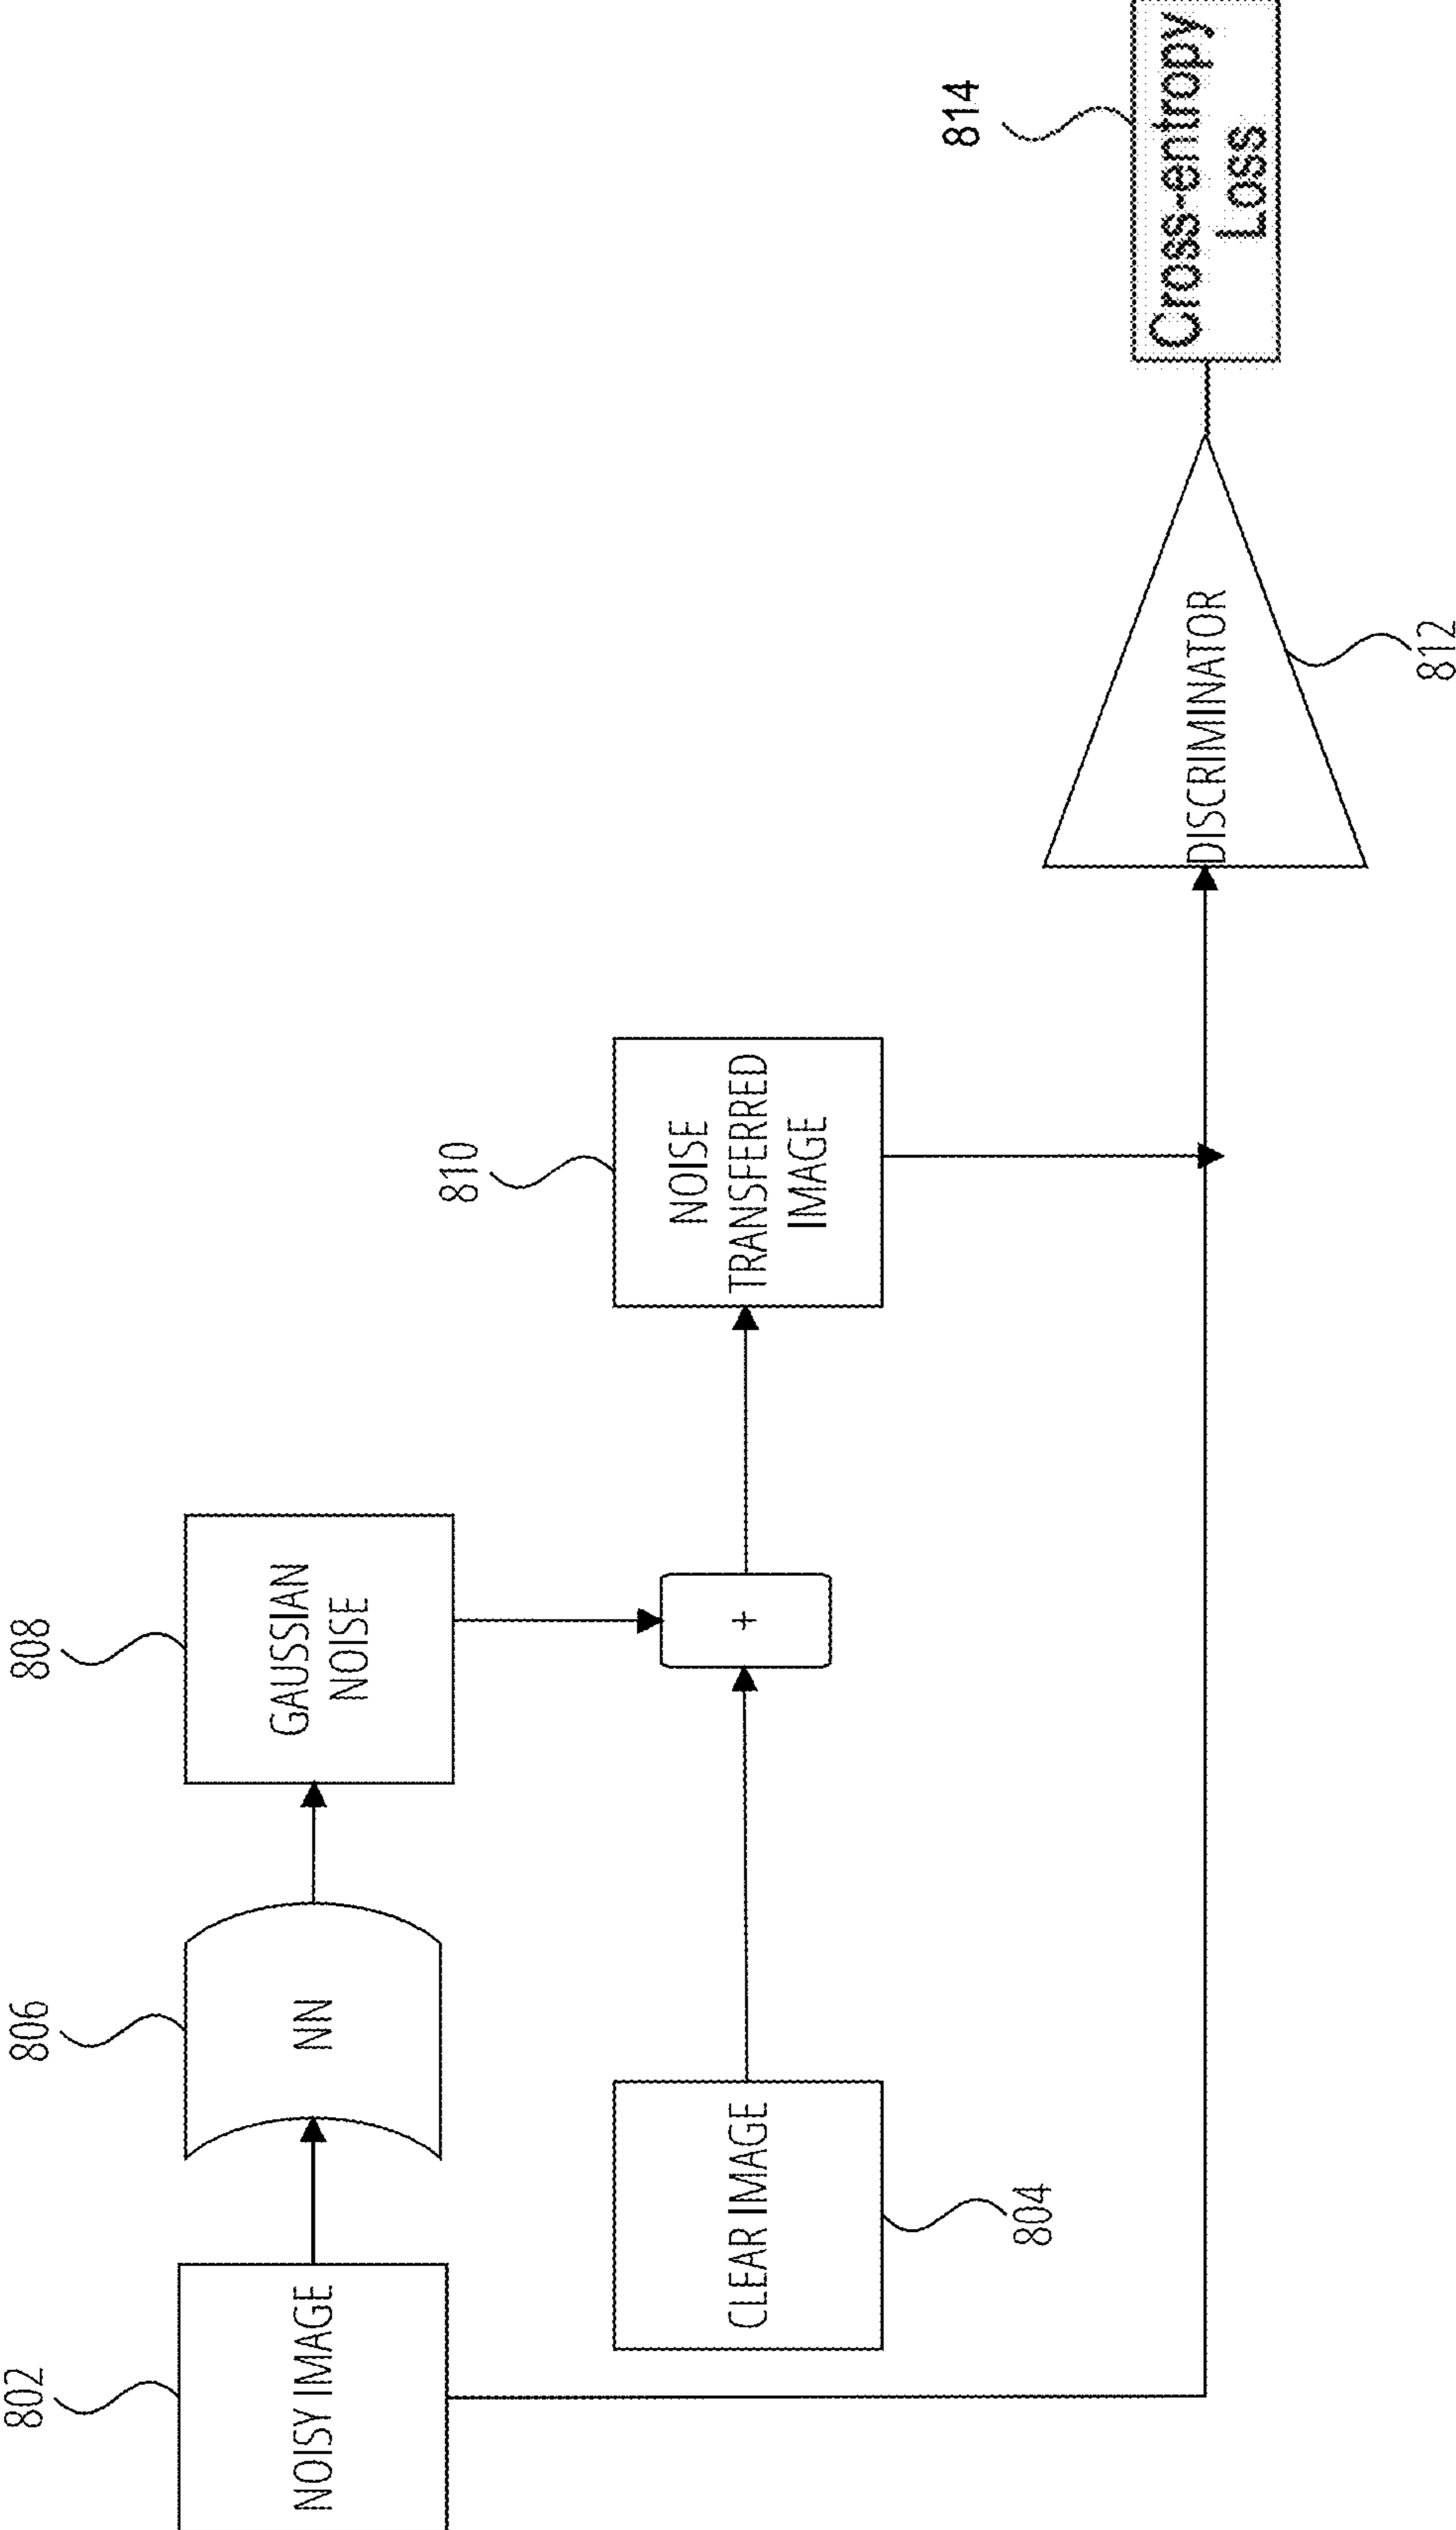 802
NOISY IMAGE
806
NN
808
GAUSSIAN
NOISE
804
CLEAR IMAGE
+
810
NOISE
TRANSFERRED
IMAGE
812
DISCRIMINATOR
814
Cross-entropy
Loss